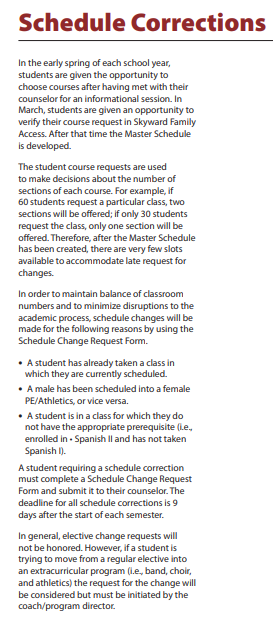 Schedule Corrections
In the early spring of each school year,
students are given the opportunity to
choose courses after having met with their
counselor for an informational session. In
March, students are given an opportunity to
verify their course request in Skyward Family
Access. After that time the Master Schedule
is developed.
The student course requests are used
to make decisions about the number of
sections of each course. For example, if
60 students request a particular class, two
sections will be offered; if only 30 students
request the class, only one section will be
offered. Therefore, after the Master Schedule
has been created, there are very few slots
available to accommodate late request for
changes.
In order to maintain balance of classroom
numbers and to minimize disruptions to the
academic process, schedule changes will be
made for the following reasons by using the
Schedule Change Request Form.
• A student has already taken a class in
which they are currently scheduled.
• A male has been scheduled into a female
PE/Athletics, or vice versa.
• A student is in a class for which they do
not have the appropriate prerequisite (i.e.,
enrolled in • Spanish II and has not taken
Spanish I).
A student requiring a schedule correction
must complete a Schedule Change Request
Form and submit it to their counselor. The
deadline for all schedule corrections is 9
days after the start of each semester.
In general, elective change requests will
not be honored. However, if a student is
trying to move from a regular elective into
an extracurricular program (i.e., band, choir,
and athletics) the request for the change will
be considered but must be initiated by the
coach/program director.